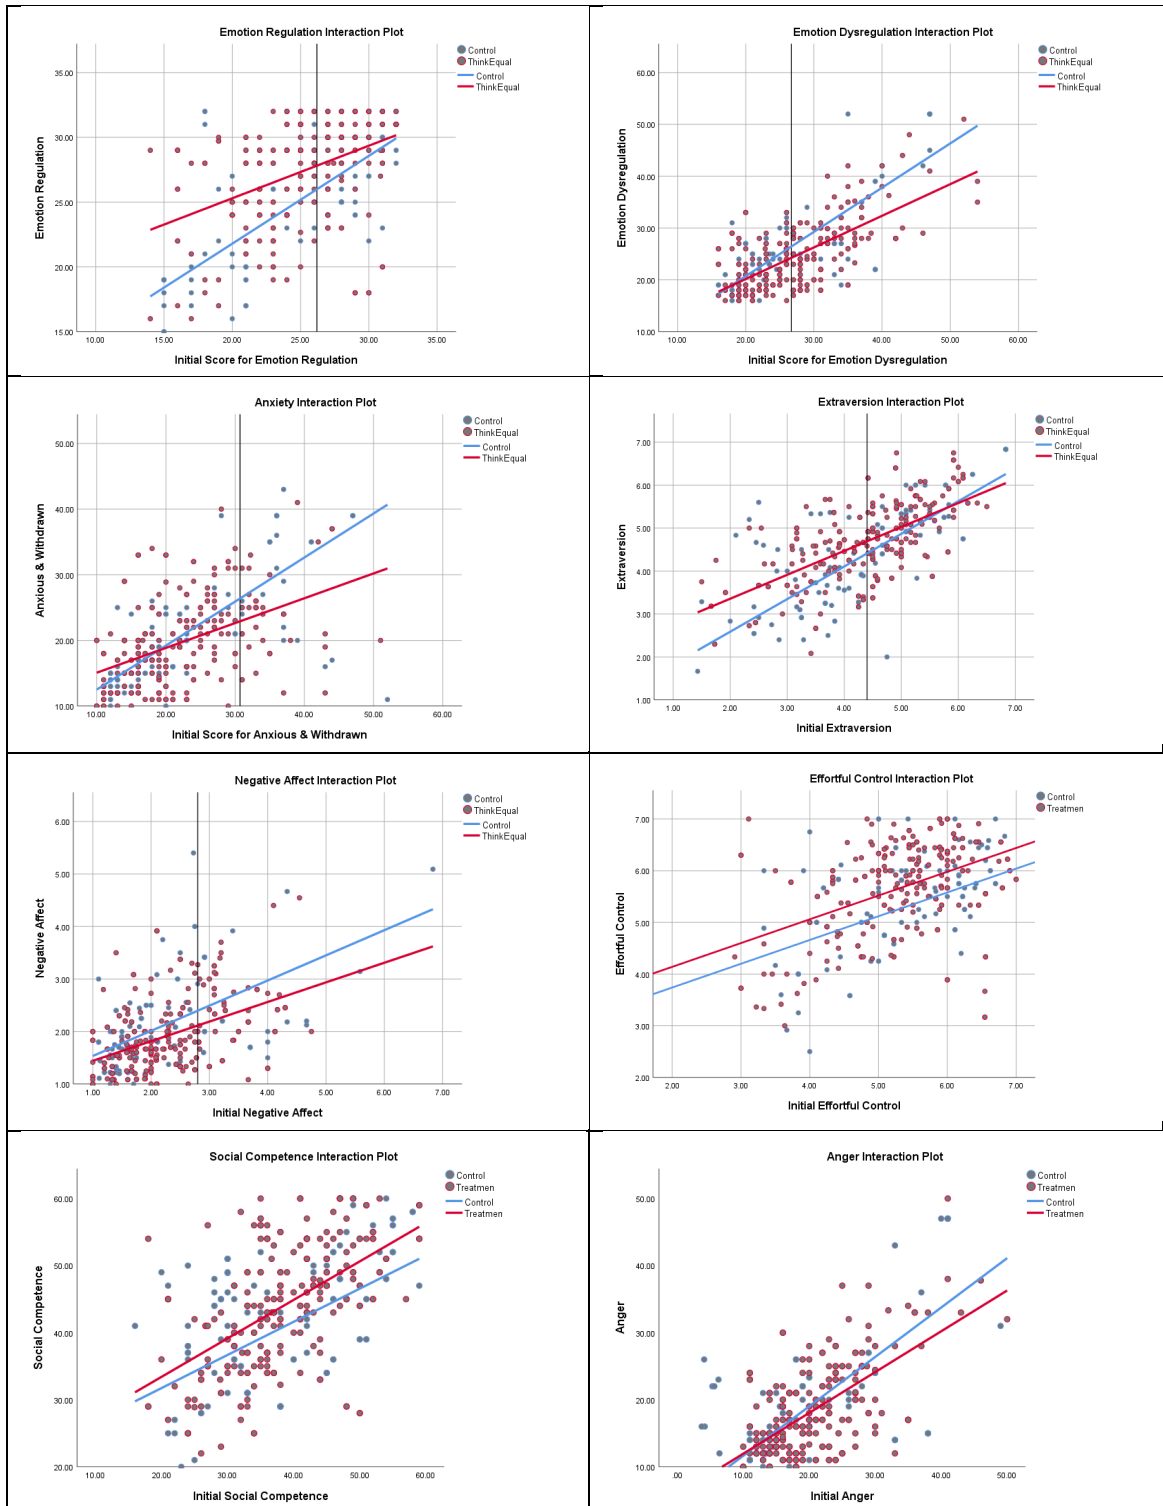 Emotion Regulation Interaction Plot
Control
ThinkEqual
Control
ThinkEqual
35.00
30.00
25.00
20.00
15.00
Emotion Regulation
10.00 15.00 20.00 25.00 30.00 35.00
Initial Score for Emotion Regulation
Emotion Dysregulation Interaction Plot
Control
ThinkEqual
Control
ThinkEqual
60.00
50.00
40.00
30.00
20.00
10.00
Emotion Dysregulation
10.00 20.00 30.00 40.00 50.00 60.00
Initial Score for Emotion Dysregulation
Anxiety Interaction Plot
Control
ThinkEqual
Control
ThinkEqual
50.00
40.00
30.00
20.00
10.00
Anxious & Withdrawn
10.00 20.00 30.00 40.00 50.00 60.00
Initial Score for Anxious & Withdrawn
Extraversion Interaction Plot
Control
ThinkEqual
Control
ThinkEqual
7.00
6.00
5.00
4.00
3.00
2.00
1.00
Extraversion
1.00 2.00 3.00 4.00 5.00 6.00 7.00
Initial Extraversion
Negative Affect Interaction Plot
Control
ThinkEqual
Control
ThinkEqual
6.00
5.00
4.00
3.00
2.00
1.00
Negative Affect
1.00 2.00 3.00 4.00 5.00 6.00 7.00
Initial Negative Affect
Effortful Control Interaction Plot
Control
Treatmen
7.00
6.00
5.00
4.00
3.00
2.00
Effortful Control
2.00 3.00 4.00 5.00 6.00 7.00
Initial Effortful Control
Social Competence Interaction Plot
Control
Treatmen
Control
Treatmen
60.00
50.00
40.00
30.00
20.00
Social Competence
10.00 20.00 30.00 40.00 50.00 60.00
Initial Social Competence
Anger Interaction Plot
Control
Treatmen
Control
Treatmen
50.00
40.00
30.00
20.00
10.00
Anger
.00 10.00 20.00 30.00 40.00 50.00
Initial Anger